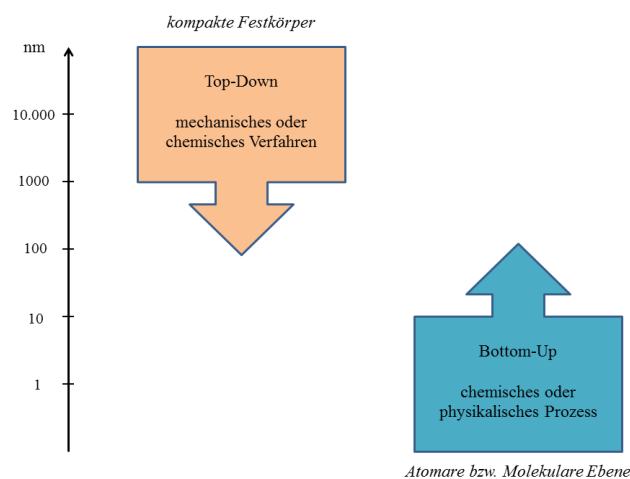 kompakte Festkörper
nm
10.000
1000
100
10
1
Top-Down
mechanisches oder
chemisches Verfahren
Bottom-Up
chemisches oder
physikalisches Prozess
Atomare bzw. Molekulare Ebene